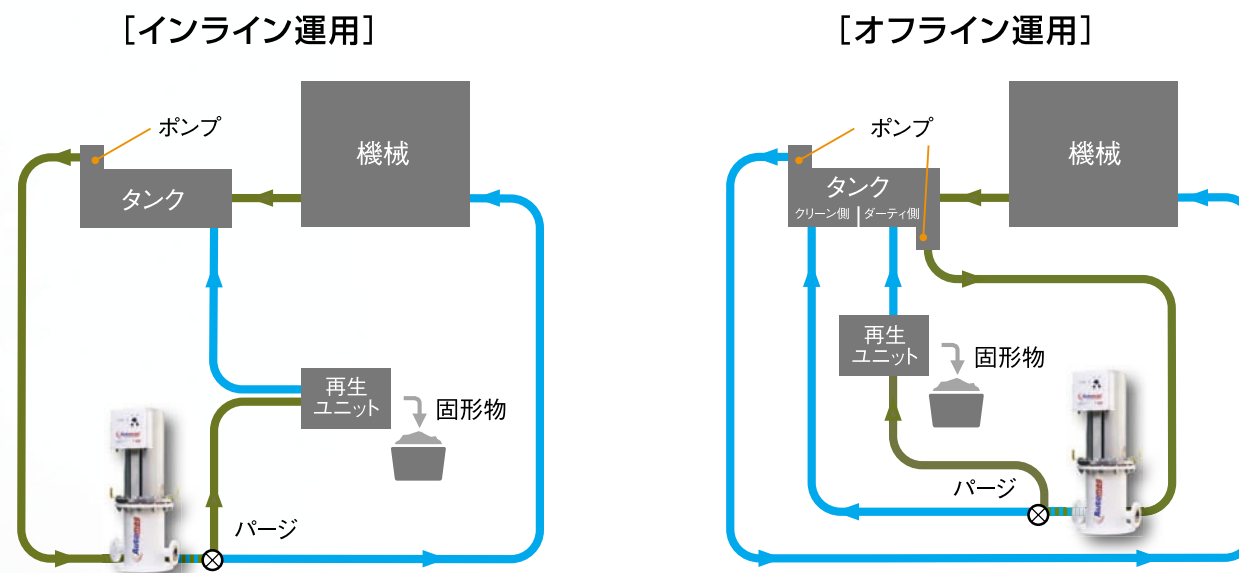 [インライン運用]
ポンプ
機械
タンク
再生
ユニット
固形物
パージ
Automag
[オフライン運用]
ポンプ
機械
タンク
クリーン側
ダーティ側
再生
ユニット
固形物
パージ
Automag